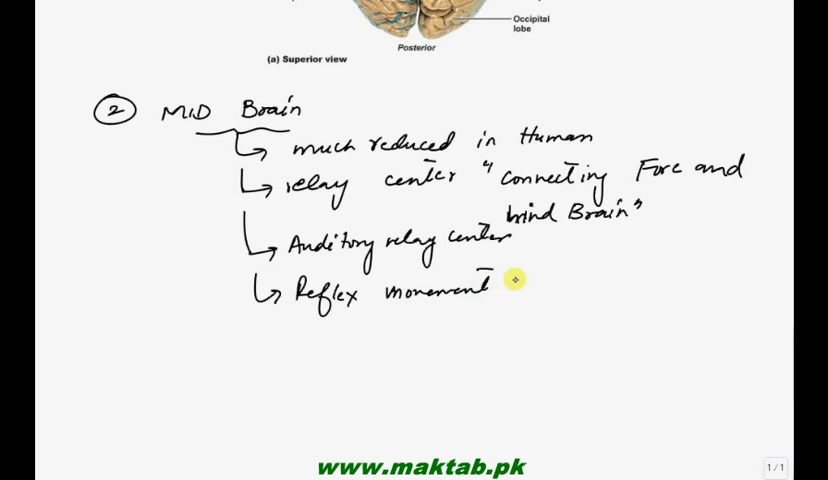 Occipital
lobe
Posterior
(a) Superior view
2 MID Brain
much reduced in Human
relay center "connecting Fore and
hind Brain"
Auditory relay center
Reflex movement
www.maktab.pk
1 / 1